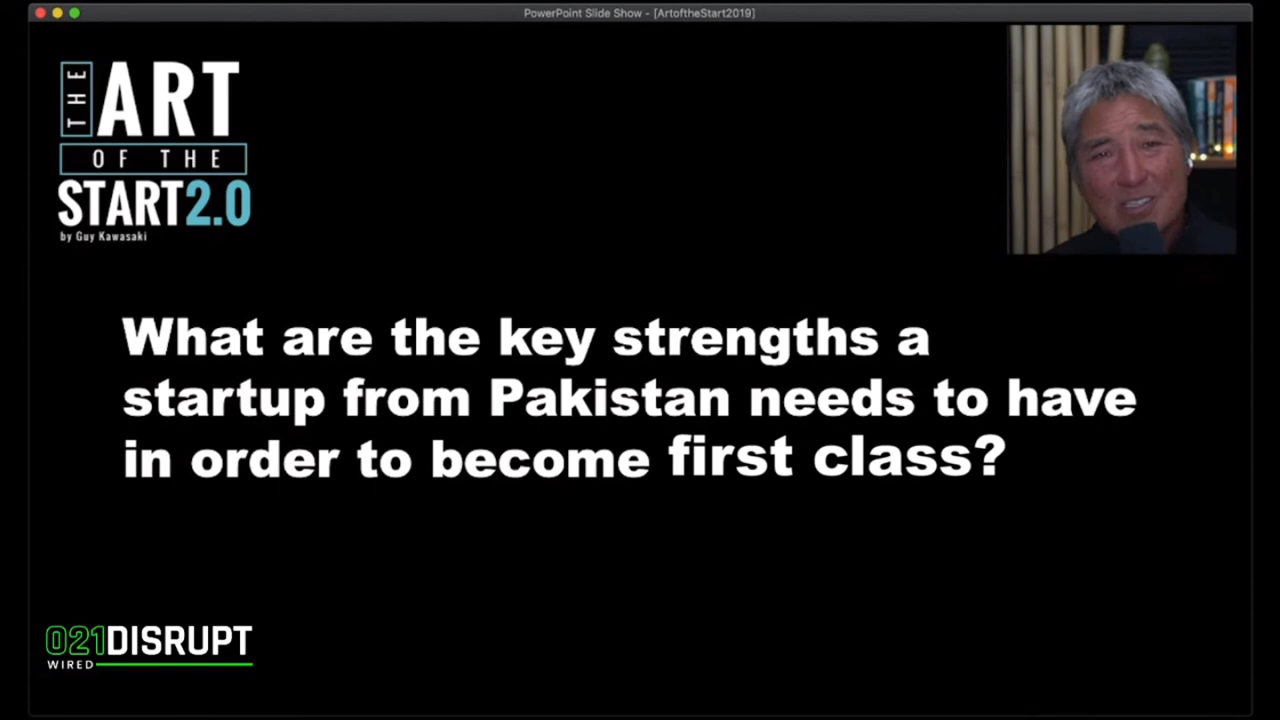 PowerPoint Slide Show - [ArtoftheStart2019]
THE ART
OF THE
START2.0
by Guy Kawasaki
What are the key strengths a
startup from Pakistan needs to have
in order to become first class?
021DISRUPT
WIRED